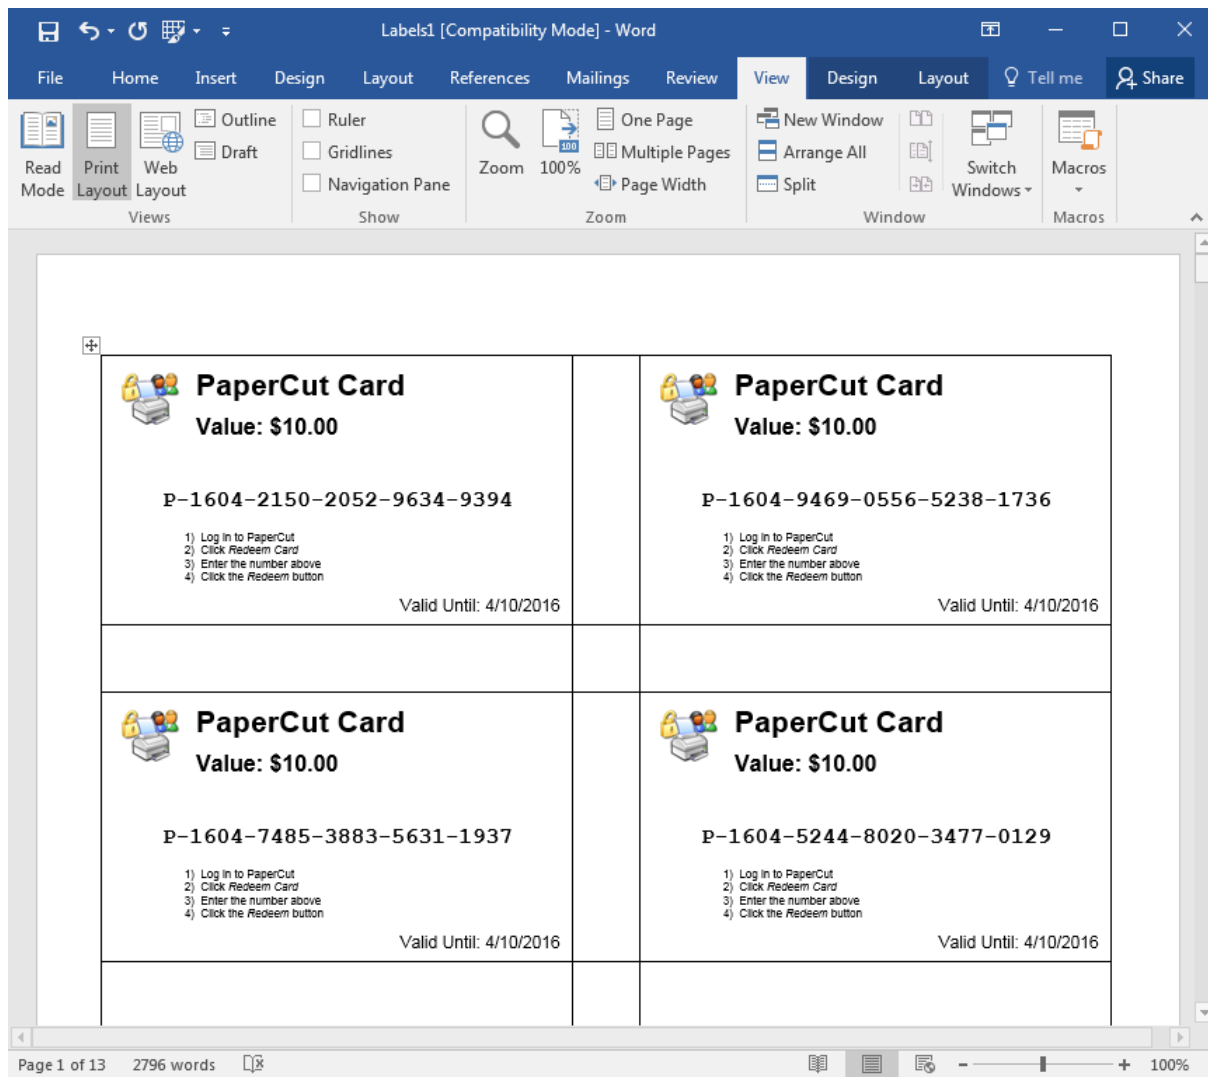 Labels1 [Compatibility Mode] - Word
File Home Insert Design Layout References Mailings Review View Design Layout Tell me Share
Read Mode
Print Layout
Web Layout
Outline
Draft
Views
Ruler
Gridlines
Navigation Pane
Show
Zoom
100
100%
One Page
Multiple Pages
Page Width
Zoom
New Window
Arrange All
Split
Switch Windows
Window
Macros
Macros
PaperCut Card
Value: $10.00
P-1604-2150-2052-9634-9394
1) Log in to PaperCut
2) Click Redeem Card
3) Enter the number above
4) Click the Redeem button
Valid Until: 4/10/2016
PaperCut Card
Value: $10.00
P-1604-9469-0556-5238-1736
1) Log in to PaperCut
2) Click Redeem Card
3) Enter the number above
4) Click the Redeem button
Valid Until: 4/10/2016
PaperCut Card
Value: $10.00
P-1604-7485-3883-5631-1937
1) Log in to PaperCut
2) Click Redeem Card
3) Enter the number above
4) Click the Redeem button
Valid Until: 4/10/2016
PaperCut Card
Value: $10.00
P-1604-5244-8020-3477-0129
1) Log in to PaperCut
2) Click Redeem Card
3) Enter the number above
4) Click the Redeem button
Valid Until: 4/10/2016
Page 1 of 13 2796 words 100%